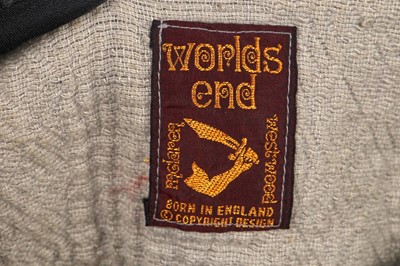 worlds
end
mclaren
westwood
BORN IN ENGLAND
© COPYRIGHT DESIGN